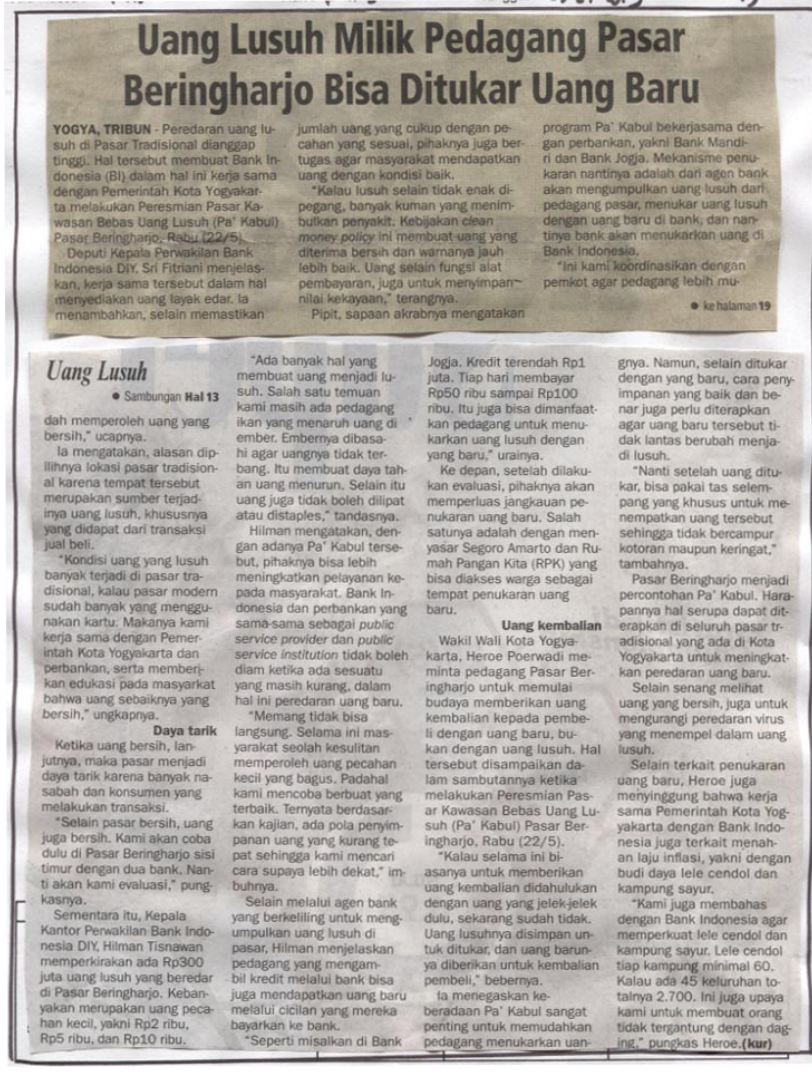 Uang Lusuh Milik Pedagang Pasar
Beringharjo Bisa Ditukar Uang Baru
YOGYA, TRIBUN - Peredaran uang lu-
suh di Pasar Tradisional dianggap
tinggi. Hal tersebut membuat Bank In-
donesia (BI) dalam hal ini kerja sama
dengan Pemerintah Kota Yogyakar-
ta melakukan Peresmian Pasar Ka-
wasan Bebas Uang Lusuh (Pa' Kabul)
Pasar Beringharjo, Rabu (22/5).
Deputi Kepala Perwakilan Bank
Indonesia DIY, Sri Fitriani menjelas-
kan, kerja sama tersebut dalam hal
menyediakan uang layak edar. Ia
menambahkan, selain memastikan
jumlah uang yang cukup dengan pe-
cahan yang sesuai, pihaknya juga ber-
tugas agar masyarakat mendapatkan
uang dengan kondisi baik.
"Kalau lusuh selain tidak enak di-
pegang, banyak kuman yang menim-
bulkan penyakit. Kebijakan clean
money policy ini membuat uang yang
diterima bersih dan warnanya jauh
lebih baik. Uang selain fungsi alat
pembayaran, juga untuk menyimpan
nilai kekayaan," terangnya.
Pipit, sapaan akrabnya mengatakan
program Pa' Kabul bekerjasama den-
gan perbankan, yakni Bank Mandi-
ri dan Bank Jogja. Mekanisme penu-
karan nantinya adalah dari agen bank
akan mengumpulkan uang lusuh dari
pedagang pasar, menukar uang lusuh
dengan uang baru di bank, dan nan-
tinya bank akan menukarkan uang di
Bank Indonesia.
"Ini kami koordinasikan dengan
pemkot agar pedagang lebih mu-
● ke halaman 19
Uang Lusuh
● Sambungan Hal 13
dah memperoleh uang yang
bersih," ucapnya.
Ia mengatakan, alasan dip-
ilihnya lokasi pasar tradision-
al karena tempat tersebut
merupakan sumber terjad-
inya uang lusuh, khususnya
yang didapat dari transaksi
jual beli.
"Kondisi uang yang lusuh
banyak terjadi di pasar tra-
disional, kalau pasar modern
sudah banyak yang menggu-
nakan kartu. Makanya kami
kerja sama dengan Pemer-
intah Kota Yogyakarta dan
perbankan, serta member-
kan edukasi pada masyarkat
bahwa uang sebaiknya yang
bersih," ungkapnya.
Daya tarik
Ketika uang bersih, lan-
jutnya, maka pasar menjadi
daya tarik karena banyak na-
sabah dan konsumen yang
melakukan transaksi.
"Selain pasar bersih, uang
juga bersih. Kami akan coba
dulu di Pasar Beringharjo sisi
timur dengan dua bank. Nan-
ti akan kami evaluasi," pung-
kasnya.
Sementara itu, Kepala
Kantor Perwakilan Bank Indo-
nesia DIY, Hilman Tisnawan
memperkirakan ada Rp300
juta uang lusuh yang beredar
di Pasar Beringharjo. Keban-
yakan merupakan uang peca-
han kecil, yakni Rp2 ribu,
Rp5 ribu, dan Rp10 ribu.
"Ada banyak hal yang
membuat uang menjadi lu-
suh. Salah satu temuan
kami masih ada pedagang
ikan yang menaruh uang di
ember. Embernya dibasa-
hi agar uangnya tidak ter-
bang. Itu membuat daya tah-
an uang menurun. Selain itu
uang juga tidak boleh dilipat
atau distaples," tandasnya.
Hilman mengatakan, den-
gan adanya Pa' Kabul terse-
but, pihaknya bisa lebih
meningkatkan pelayanan ke-
pada masyarakat. Bank In-
donesia dan perbankan yang
sama-sama sebagai public
service provider dan public
service institution tidak boleh
diam ketika ada sesuatu
yang masih kurang, dalam
hal ini peredaran uang baru.
"Memang tidak bisa
langsung. Selama ini mas-
yarakat seolah kesulitan
memperoleh uang pecahan
kecil yang bagus. Padahal
kami mencoba berbuat yang
terbaik. Ternyata berdasar-
kan kajian, ada pola penyim-
panan uang yang kurang te-
pat sehingga kami mencari
cara supaya lebih dekat," im-
buhnya.
Selain melalui agen bank
yang berkeliling untuk meng-
umpulkan uang lusuh di
pasar, Hilman menjelaskan
pedagang yang mengam-
bil kredit melalui bank bisa
juga mendapatkan uang baru
melalui cicilan yang mereka
bayarkan ke bank.
"Seperti misalkan di Bank
Jogja. Kredit terendah Rp1
juta. Tiap hari membayar
Rp50 ribu sampai Rp100
ribu. Itu juga bisa dimanfaat-
kan pedagang untuk menu-
karkan uang lusuh dengan
yang baru," urainya.
Ke depan, setelah dilaku-
kan evaluasi, pihaknya akan
memperluas jangkauan pe-
nukaran uang baru. Salah
satunya adalah dengan men-
yasar Segoro Amarto dan Ru-
mah Pangan Kita (RPK) yang
bisa diakses warga sebagai
tempat penukaran uang
baru.
Uang kembalian
Wakil Wali Kota Yogya-
karta, Heroe Poerwadi me-
minta pedagang Pasar Ber-
ingharjo untuk memulai
budaya memberikan uang
kembalian kepada pembe-
li dengan uang baru, bu-
kan dengan uang lusuh. Hal
tersebut disampaikan da-
lam sambutannya ketika
melakukan Peresmian Pas-
ar Kawasan Bebas Uang Lu-
suh (Pa' Kabul) Pasar Ber-
ingharjo, Rabu (22/5).
"Kalau selama ini bi-
asanya untuk memberikan
uang kembalian didahulukan
dengan uang yang jelek-jelek
dulu, sekarang sudah tidak.
Uang lusuhnya disimpan un-
tuk ditukar, dan uang barun-
ya diberikan untuk kembalian
pembeli," bebernya.
Ia menegaskan ke-
beradaan Pa' Kabul sangat
penting untuk memudahkan
pedagang menukarkan uan-
gnya. Namun, selain ditukar
dengan yang baru, cara peny-
impanan yang baik dan be-
nar juga perlu diterapkan
agar uang baru tersebut ti-
dak lantas berubah menja-
di lusuh.
"Nanti setelah uang ditu-
kar, bisa pakai tas selem-
pang yang khusus untuk me-
nempatkan uang tersebut
sehingga tidak bercampur
kotoran maupun keringat,"
tambahnya.
Pasar Beringharjo menjadi
percontohan Pa' Kabul. Hara-
pannya hal serupa dapat dit-
erapkan di seluruh pasar tr-
adisional yang ada di Kota
Yogyakarta untuk meningkat-
kan peredaran uang baru.
Selain senang melihat
uang yang bersih, juga untuk
mengurangi peredaran virus
yang menempel dalam uang
lusuh.
Selain terkait penukaran
uang baru, Heroe juga
menyinggung bahwa kerja
sama Pemerintah Kota Yog-
yakarta dengan Bank Indo-
nesia juga terkait menah-
an laju inflasi, yakni dengan
budi daya lele cendol dan
kampung sayur.
"Kami juga membahas
dengan Bank Indonesia agar
memperkuat lele cendol dan
kampung sayur. Lele cendol
tiap kampung minimal 60.
Kalau ada 45 keluruhan to-
talnya 2.700. Ini juga upaya
kami untuk membuat orang
tidak tergantung dengan dag-
ing," pungkas Heroe.(kur)